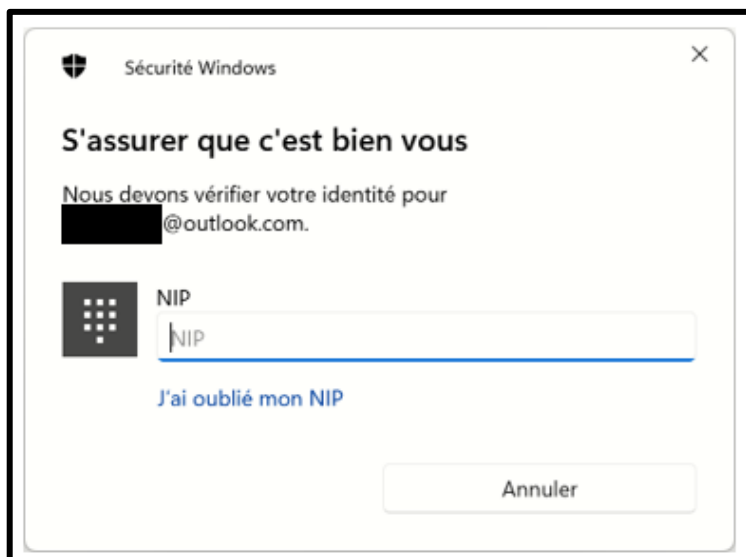 Sécurité Windows
S'assurer que c'est bien vous
Nous devons vérifier votre identité pour
@outlook.com.
NIP
NIP
J'ai oublié mon NIP
Annuler